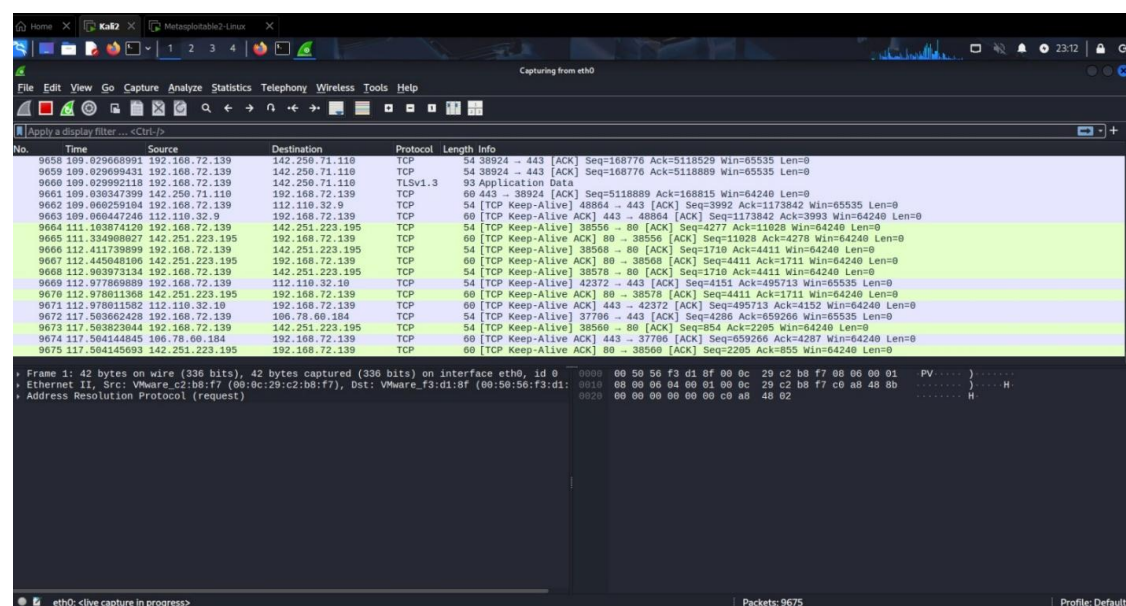 Home X Kali2 X Metasploitable2-Linux X
1 2 3 4 23:12
Capturing from eth0
File Edit View Go Capture Analyze Statistics Telephony Wireless Tools Help
Apply a display filter ... <Ctrl-/>
No. Time Source Destination Protocol Length Info
9658 109.029668991 192.168.72.139 142.250.71.110 TCP 54 38924 → 443 [ACK] Seq=168776 Ack=5118529 Win=65535 Len=0
9659 109.029699431 192.168.72.139 142.250.71.110 TCP 54 38924 → 443 [ACK] Seq=168776 Ack=5118889 Win=65535 Len=0
9660 109.029992118 192.168.72.139 142.250.71.110 TLSv1.3 93 Application Data
9661 109.030347399 142.250.71.110 192.168.72.139 TCP 60 443 → 38924 [ACK] Seq=5118889 Ack=168815 Win=64240 Len=0
9662 109.060259104 192.168.72.139 112.110.32.9 TCP 54 [TCP Keep-Alive] 48864 → 443 [ACK] Seq=3992 Ack=1173842 Win=65535 Len=0
9663 109.060447246 112.110.32.9 192.168.72.139 TCP 60 [TCP Keep-Alive ACK] 443 → 48864 [ACK] Seq=1173842 Ack=3993 Win=64240 Len=0
9664 111.103874120 192.168.72.139 142.251.223.195 TCP 54 [TCP Keep-Alive] 38556 → 80 [ACK] Seq=4277 Ack=11028 Win=64240 Len=0
9665 111.334908027 142.251.223.195 192.168.72.139 TCP 60 [TCP Keep-Alive ACK] 80 → 38556 [ACK] Seq=11028 Ack=4278 Win=64240 Len=0
9666 112.411739899 192.168.72.139 142.251.223.195 TCP 54 [TCP Keep-Alive] 38568 → 80 [ACK] Seq=1710 Ack=4411 Win=64240 Len=0
9667 112.445048106 142.251.223.195 192.168.72.139 TCP 60 [TCP Keep-Alive ACK] 80 → 38568 [ACK] Seq=4411 Ack=1711 Win=64240 Len=0
9668 112.903973134 192.168.72.139 142.251.223.195 TCP 54 [TCP Keep-Alive] 38578 → 80 [ACK] Seq=1710 Ack=4411 Win=64240 Len=0
9669 112.977869889 192.168.72.139 112.110.32.10 TCP 54 [TCP Keep-Alive] 42372 → 443 [ACK] Seq=4151 Ack=495713 Win=65535 Len=0
9670 112.978011368 142.251.223.195 192.168.72.139 TCP 60 [TCP Keep-Alive ACK] 80 → 38578 [ACK] Seq=4411 Ack=1711 Win=64240 Len=0
9671 112.978011582 112.110.32.10 192.168.72.139 TCP 60 [TCP Keep-Alive ACK] 443 → 42372 [ACK] Seq=495713 Ack=4152 Win=64240 Len=0
9672 117.503662428 192.168.72.139 106.78.60.184 TCP 54 [TCP Keep-Alive] 37706 → 443 [ACK] Seq=4286 Ack=659266 Win=65535 Len=0
9673 117.503823044 192.168.72.139 142.251.223.195 TCP 54 [TCP Keep-Alive] 38560 → 80 [ACK] Seq=854 Ack=2205 Win=64240 Len=0
9674 117.504144845 106.78.60.184 192.168.72.139 TCP 60 [TCP Keep-Alive ACK] 443 → 37706 [ACK] Seq=659266 Ack=4287 Win=64240 Len=0
9675 117.504145693 142.251.223.195 192.168.72.139 TCP 60 [TCP Keep-Alive ACK] 80 → 38560 [ACK] Seq=2205 Ack=855 Win=64240 Len=0
Frame 1: 42 bytes on wire (336 bits), 42 bytes captured (336 bits) on interface eth0, id 0
Ethernet II, Src: VMware_c2:b8:f7 (00:0c:29:c2:b8:f7), Dst: VMware_f3:d1:8f (00:50:56:f3:d1:
Address Resolution Protocol (request)
0000 00 50 56 f3 d1 8f 00 0c 29 c2 b8 f7 08 06 00 01 ·PV····· )·······
0010 08 00 06 04 00 01 00 0c 29 c2 b8 f7 c0 a8 48 8b ········ )·····H·
0020 00 00 00 00 00 00 c0 a8 48 02 ········ H·
eth0: <live capture in progress> Packets: 9675 Profile: Default